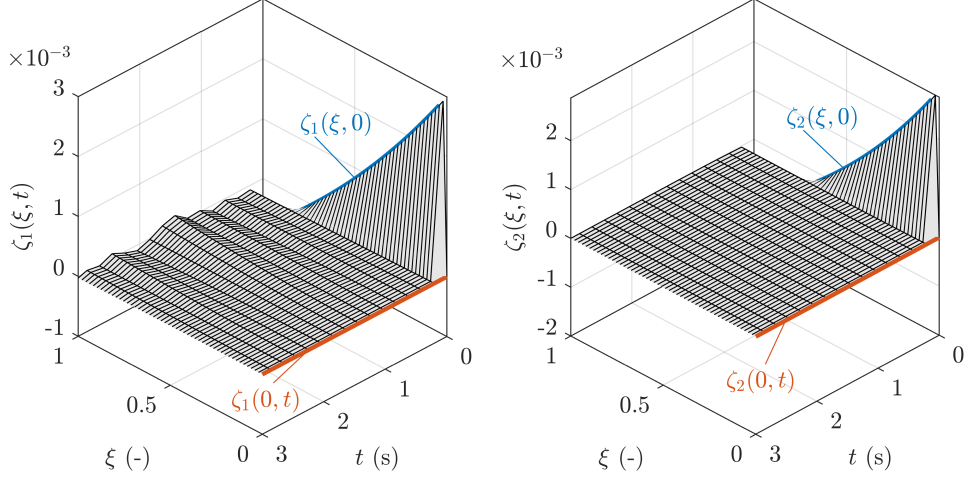 ×10⁻³
3
2
1
0
-1
ζ₁(ξ, t)
ζ₁(ξ, 0)
ζ₁(0, t)
1
0.5
0
ξ (-)
3
2
1
0
t (s)
×10⁻³
2
1
0
-1
-2
ζ₂(ξ, t)
ζ₂(ξ, 0)
ζ₂(0, t)
1
0.5
0
ξ (-)
3
2
1
0
t (s)